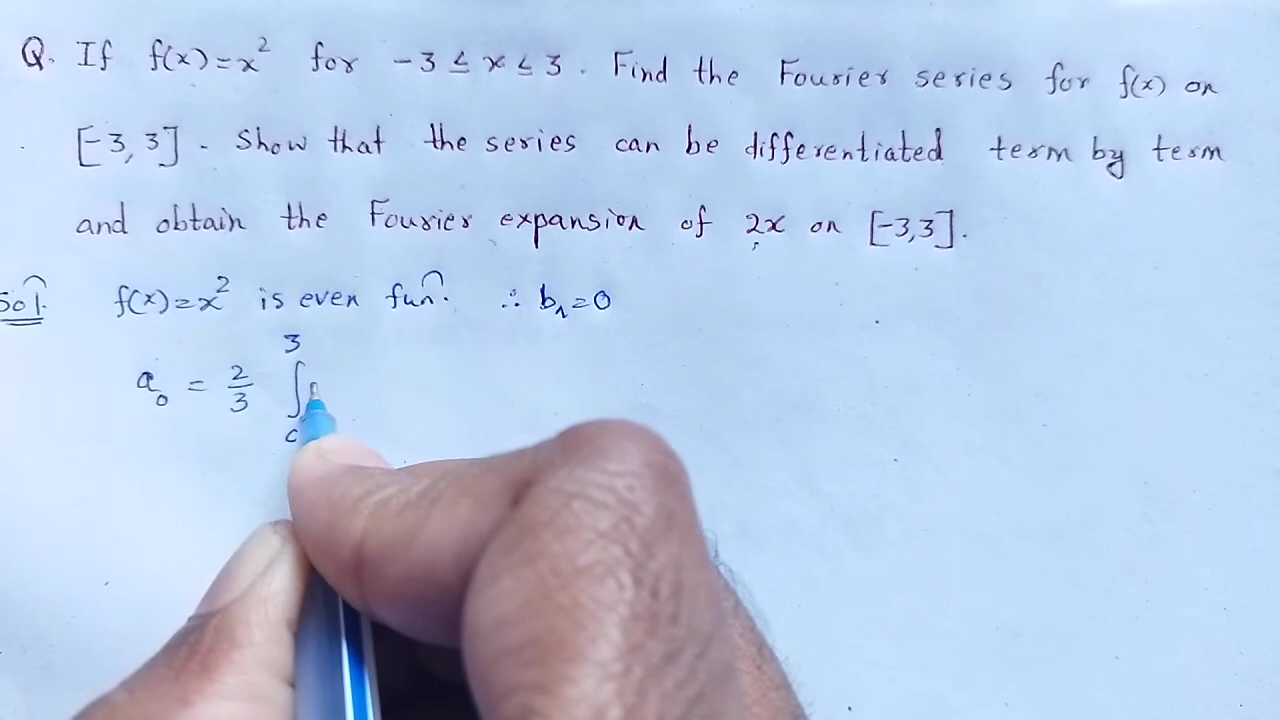 Q. If f(x)=x² for -3 ≤ x ≤ 3. Find the Fourier series for f(x) on
[-3, 3]. Show that the series can be differentiated term by term
and obtain the Fourier expansion of 2x on [-3,3].
Sol. f(x)=x² is even fun. ∴ bₙ=0
a₀ = 2/3 ∫₀³